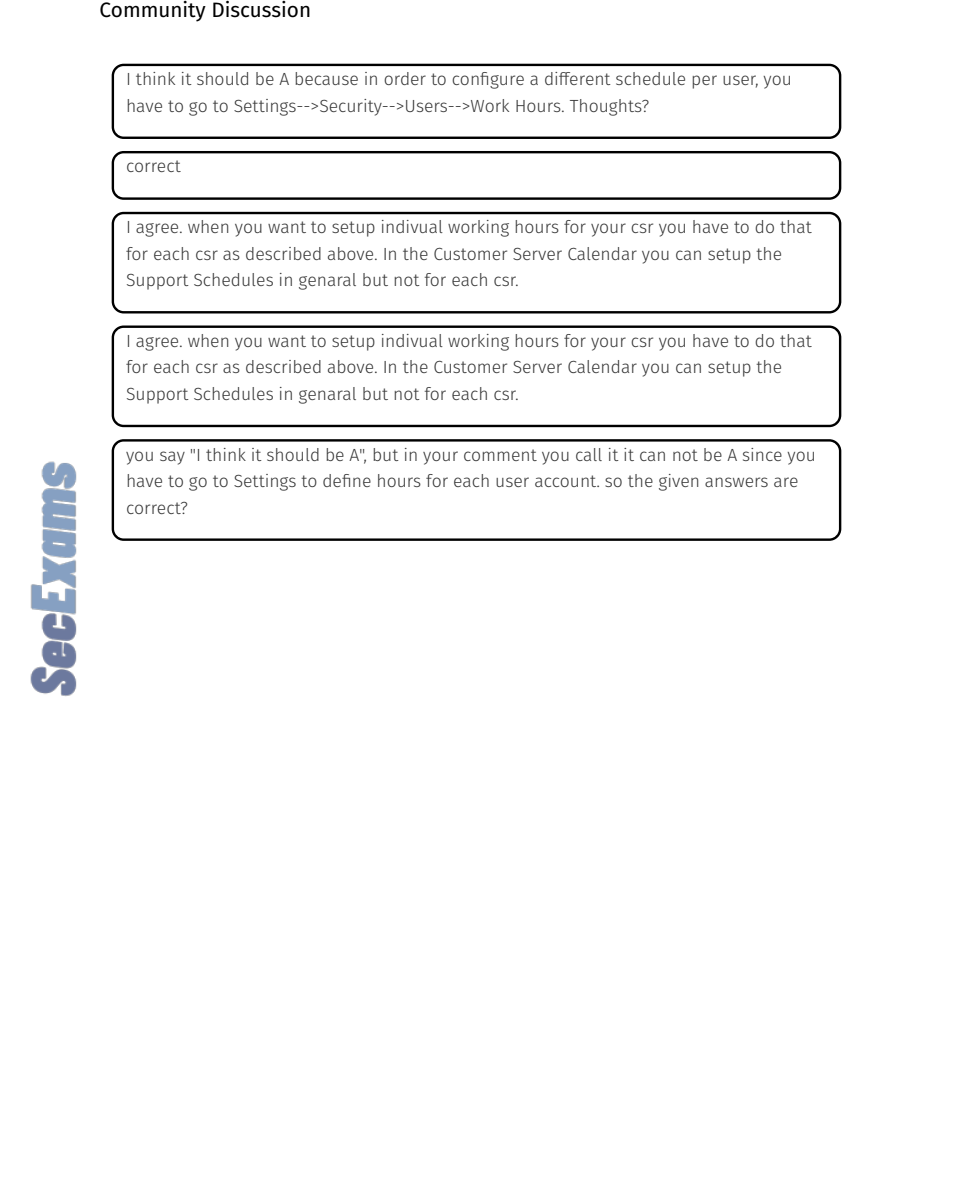 Community Discussion
I think it should be A because in order to configure a different schedule per user, you
have to go to Settings-->Security-->Users-->Work Hours. Thoughts?
correct
I agree. when you want to setup indivual working hours for your csr you have to do that
for each csr as described above. In the Customer Server Calendar you can setup the
Support Schedules in genaral but not for each csr.
I agree. when you want to setup indivual working hours for your csr you have to do that
for each csr as described above. In the Customer Server Calendar you can setup the
Support Schedules in genaral but not for each csr.
you say "I think it should be A", but in your comment you call it it can not be A since you
have to go to Settings to define hours for each user account. so the given answers are
correct?
SecExams